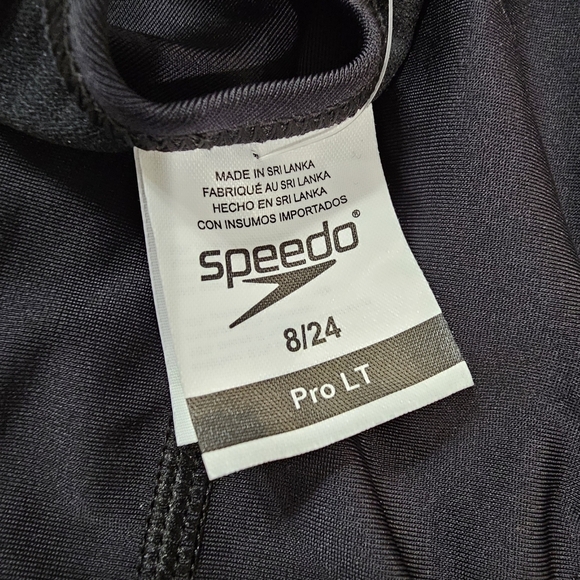 MADE IN SRI LANKA
FABRIQUÉ AU SRI LANKA
HECHO EN SRI LANKA
CON INSUMOS IMPORTADOS
speedo®
8/24
Pro LT